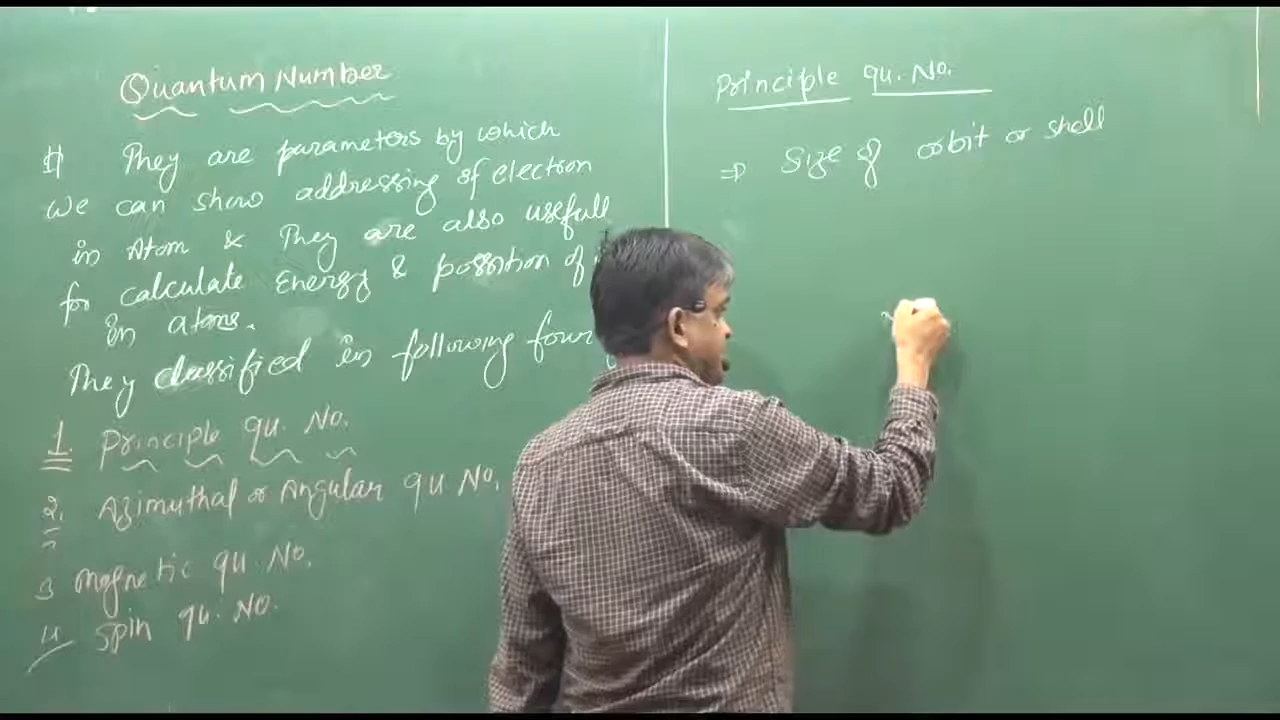 Quantum Number
# They are parameters by which
we can show addressing of electron
in Atom & They are also usefull
for calculate Energy & possition of
in atoms.
They classified in following four
1. Principle qu. No.
2. Azimuthal or Angular qu No.
3 Magnetic qu. No.
4 Spin qu. No.
Principle qu. No.
⇒ Size of orbit or shell